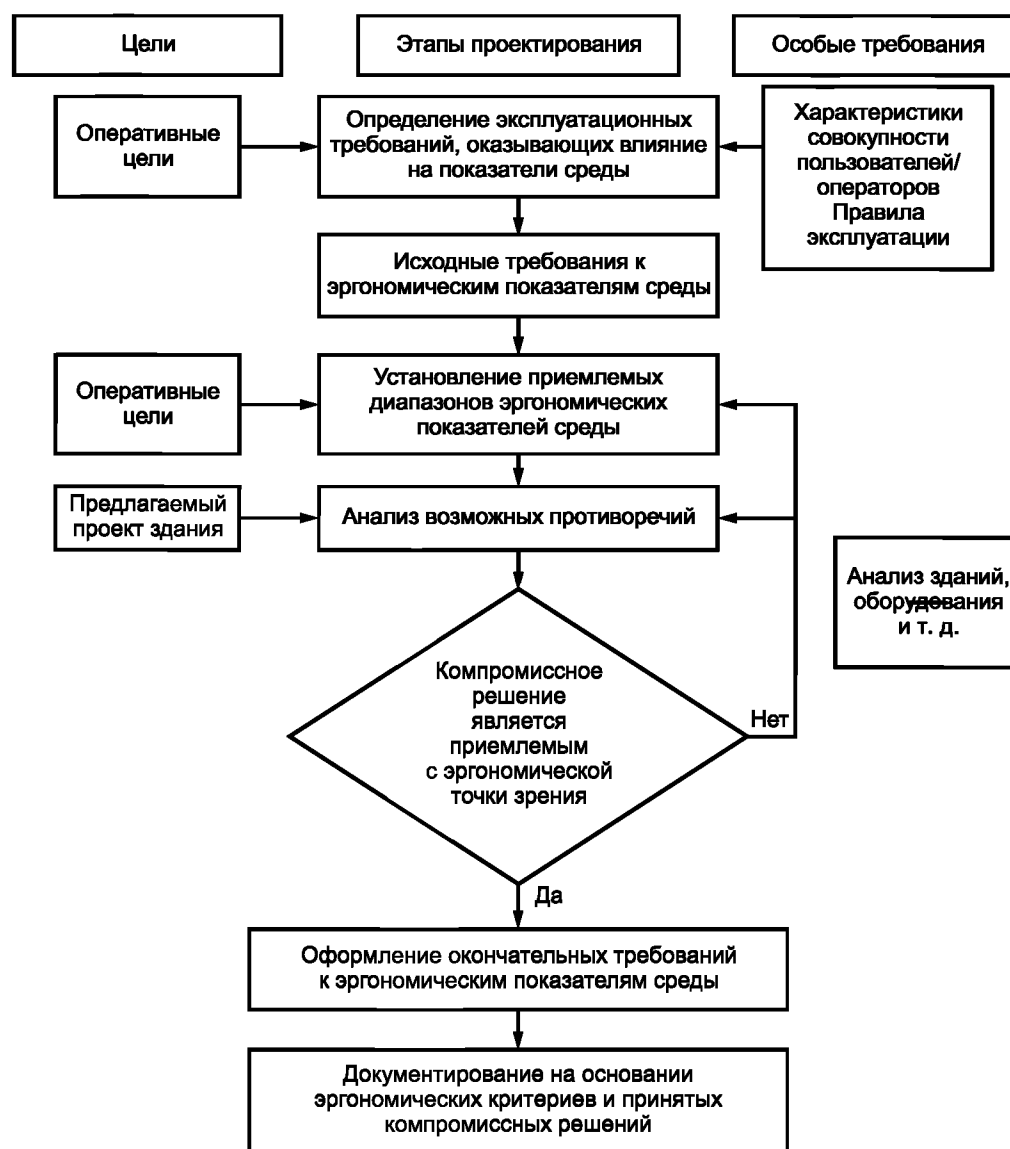 Цели
Этапы проектирования
Особые требования
Оперативные
цели
Определение эксплуатационных
требований, оказывающих влияние
на показатели среды
Характеристики
совокупности
пользователей/
операторов
Правила
эксплуатации
Исходные требования к
эргономическим показателям среды
Оперативные
цели
Установление приемлемых
диапазонов эргономических
показателей среды
Предлагаемый
проект здания
Анализ возможных противоречий
Анализ зданий,
оборудования
и т. д.
Компромиссное
решение
является
приемлемым
с эргономической
точки зрения
Нет
Да
Оформление окончательных требований
к эргономическим показателям среды
Документирование на основании
эргономических критериев и принятых
компромиссных решений